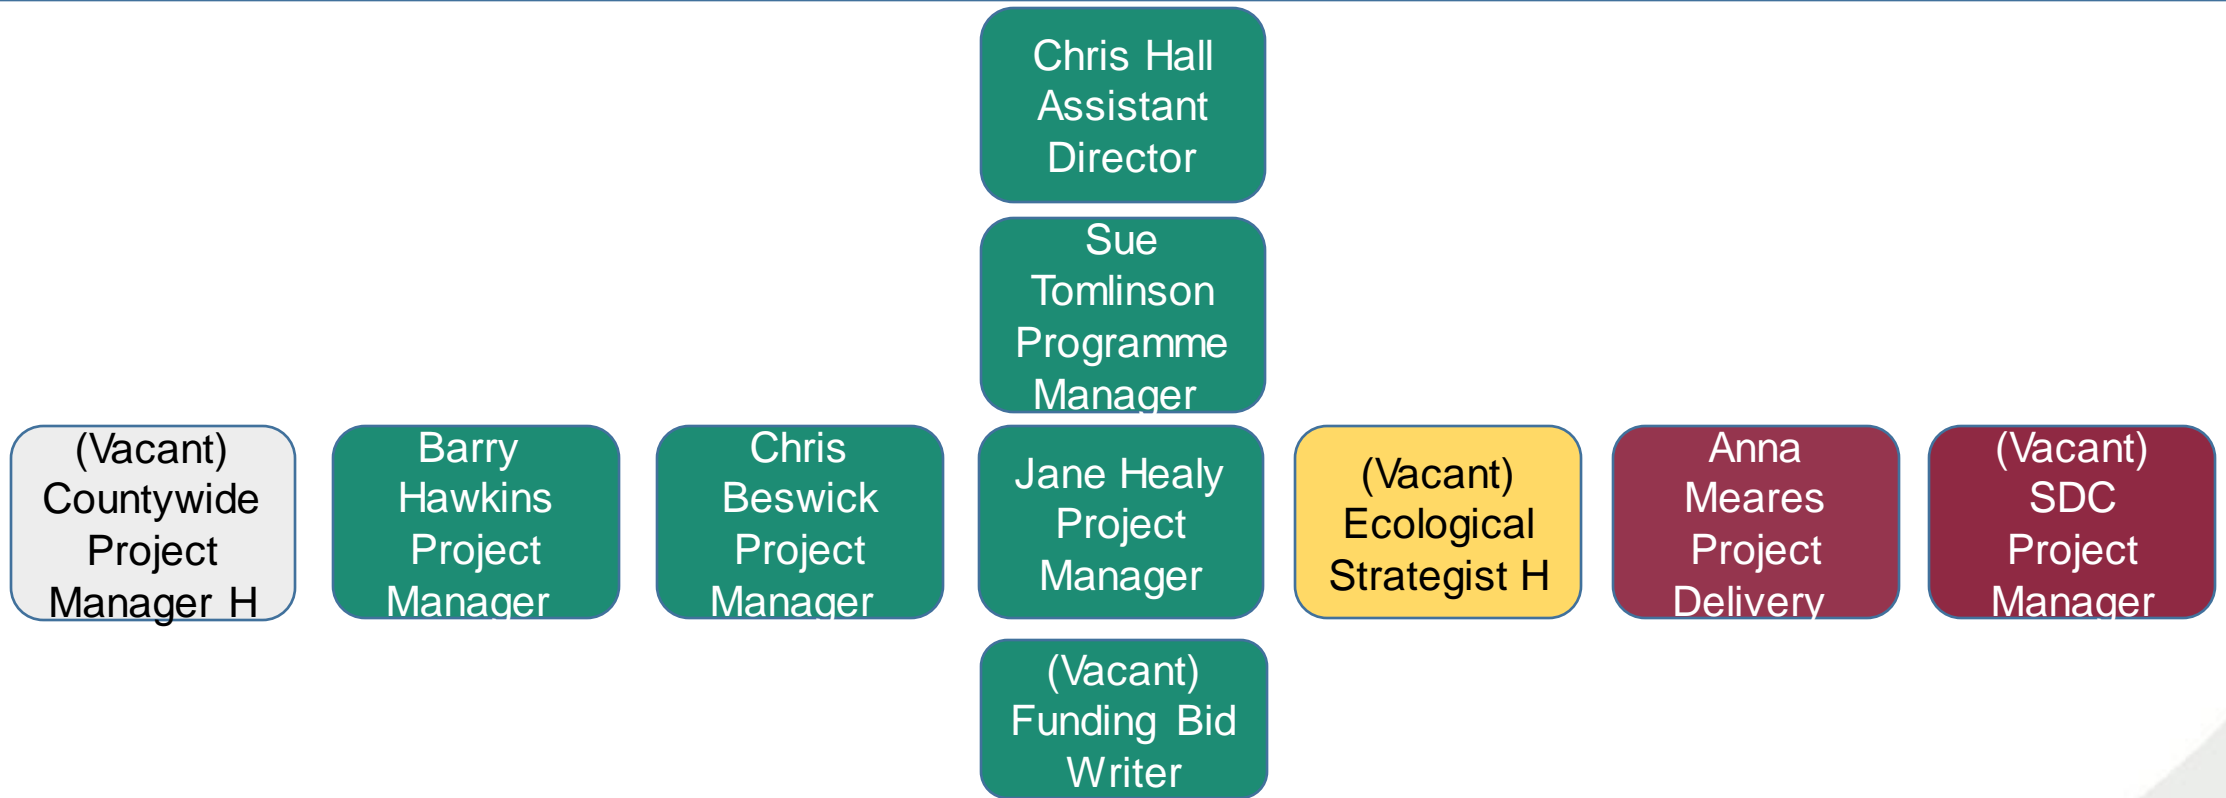 Chris Hall
Assistant
Director
Sue
Tomlinson
Programme
Manager
(Vacant)
Countywide
Project
Manager H
Barry
Hawkins
Project
Manager
Chris
Beswick
Project
Manager
Jane Healy
Project
Manager
(Vacant)
Ecological
Strategist H
Anna
Meares
Project
Delivery
(Vacant)
SDC
Project
Manager
(Vacant)
Funding Bid
Writer